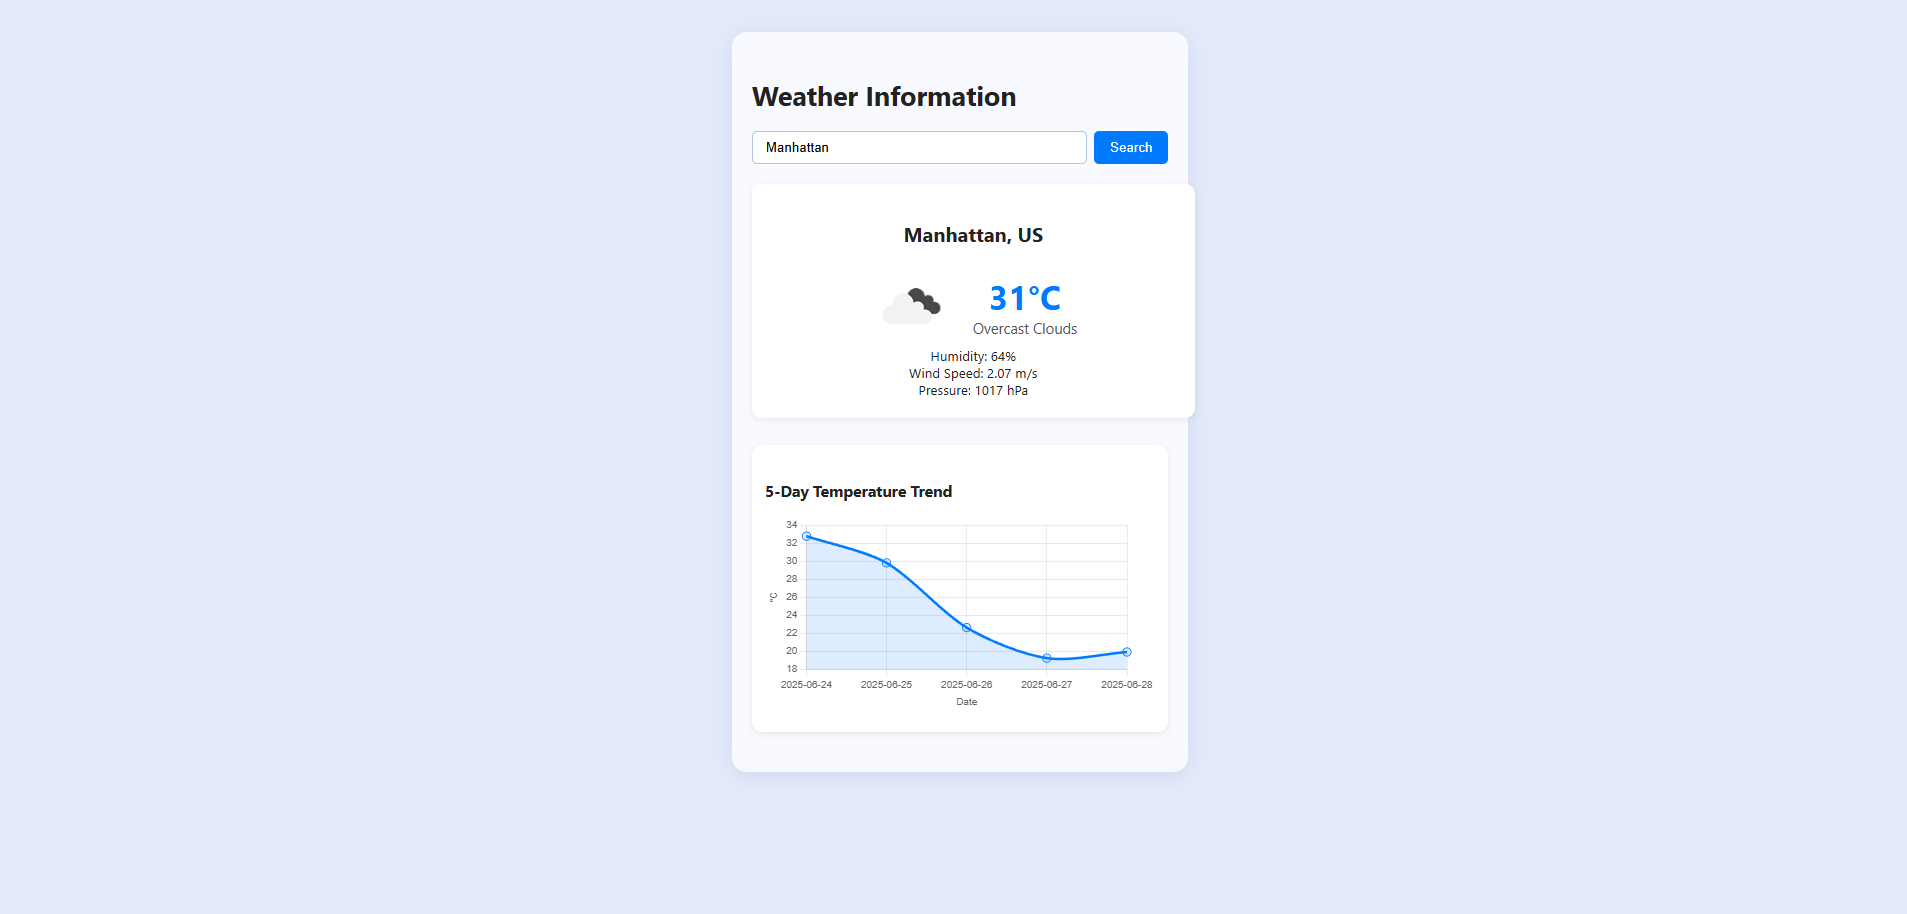 Weather Information
Manhattan
Search
Manhattan, US
31°C
Overcast Clouds
Humidity: 64%
Wind Speed: 2.07 m/s
Pressure: 1017 hPa
5-Day Temperature Trend
34
32
30
28
26
24
22
20
18
°C
2025-06-24 2025-06-25 2025-06-26 2025-06-27 2025-06-28
Date